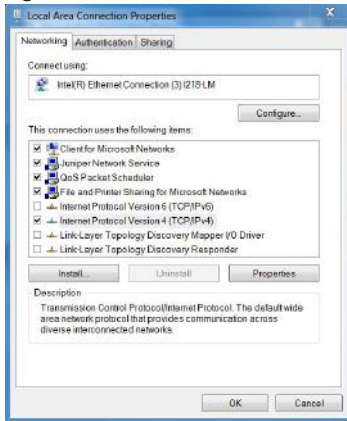 Local Area Connection Properties
X
Networking Authentication Sharing
Connect using:
Intel(R) Ethernet Connection (3) I218-LM
Configure...
This connection uses the following items:
Client for Microsoft Networks
Juniper Network Service
QoS Packet Scheduler
File and Printer Sharing for Microsoft Networks
Internet Protocol Version 6 (TCP/IPv6)
Internet Protocol Version 4 (TCP/IPv4)
Link-Layer Topology Discovery Mapper I/O Driver
Link-Layer Topology Discovery Responder
Install... Uninstall Properties
Description
Transmission Control Protocol/Internet Protocol. The default wide
area network protocol that provides communication across
diverse interconnected networks.
OK Cancel